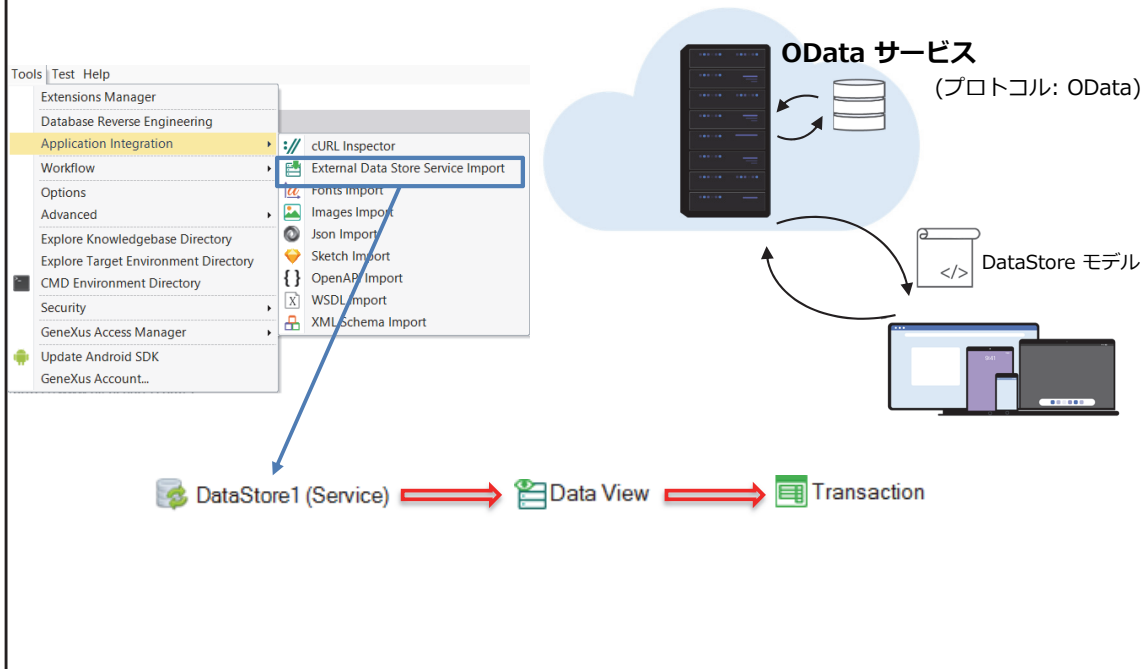 OData サービス
(プロトコル: OData)
Tools Test Help
Extensions Manager
Database Reverse Engineering
Application Integration
Workflow
Options
Advanced
Explore Knowledgebase Directory
Explore Target Environment Directory
CMD Environment Directory
Security
GeneXus Access Manager
Update Android SDK
GeneXus Account...
cURL Inspector
External Data Store Service Import
Fonts Import
Images Import
Json Import
Sketch Import
OpenAPI Import
WSDL Import
XML Schema Import
</>
DataStore モデル
DataStore1 (Service)
Data View
Transaction